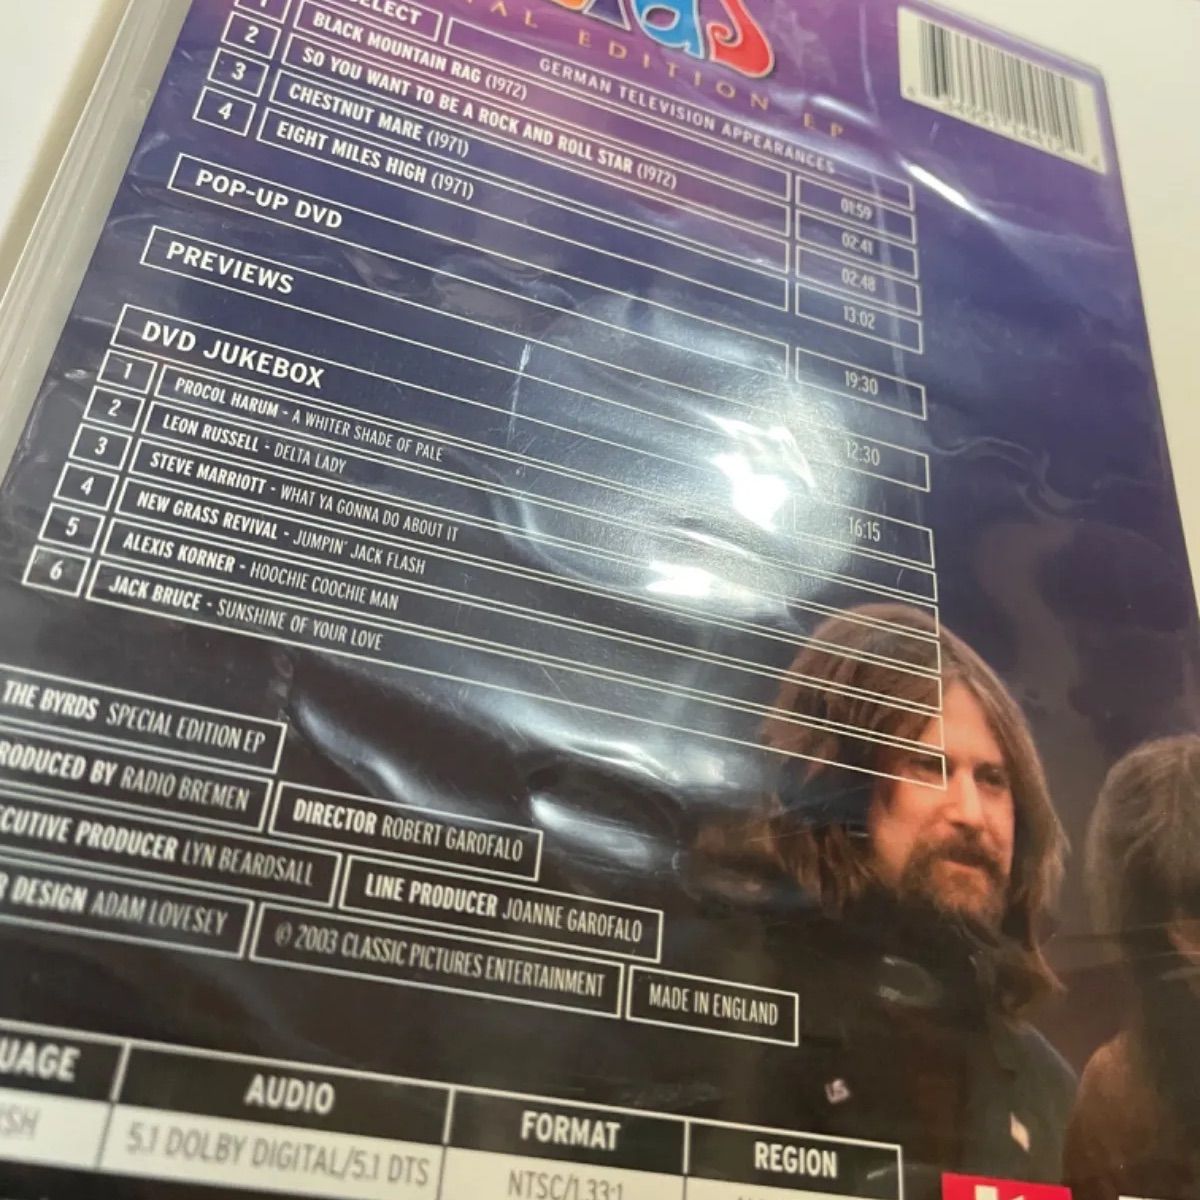 EDITION EP
SELECT
GERMAN TELEVISION APPEARANCES
1 BLACK MOUNTAIN RAG (1972) 01:59
2 SO YOU WANT TO BE A ROCK AND ROLL STAR (1972) 02:41
3 CHESTNUT MARE (1971) 02:48
4 EIGHT MILES HIGH (1971) 13:02
POP-UP DVD 19:30
PREVIEWS 12:30
DVD JUKEBOX 16:15
1 PROCOL HARUM - A WHITER SHADE OF PALE
2 LEON RUSSELL - DELTA LADY
3 STEVE MARRIOTT - WHAT YA GONNA DO ABOUT IT
4 NEW GRASS REVIVAL - JUMPIN' JACK FLASH
5 ALEXIS KORNER - HOOCHIE COOCHIE MAN
6 JACK BRUCE - SUNSHINE OF YOUR LOVE
THE BYRDS SPECIAL EDITION EP
RODUCED BY RADIO BREMEN
DIRECTOR ROBERT GAROFALO
CUTIVE PRODUCER LYN BEARDSALL
LINE PRODUCER JOANNE GAROFALO
R DESIGN ADAM LOVESEY
© 2003 CLASSIC PICTURES ENTERTAINMENT
MADE IN ENGLAND
UAGE AUDIO FORMAT REGION
ISH 5.1 DOLBY DIGITAL/5.1 DTS NTSC/1.33:1